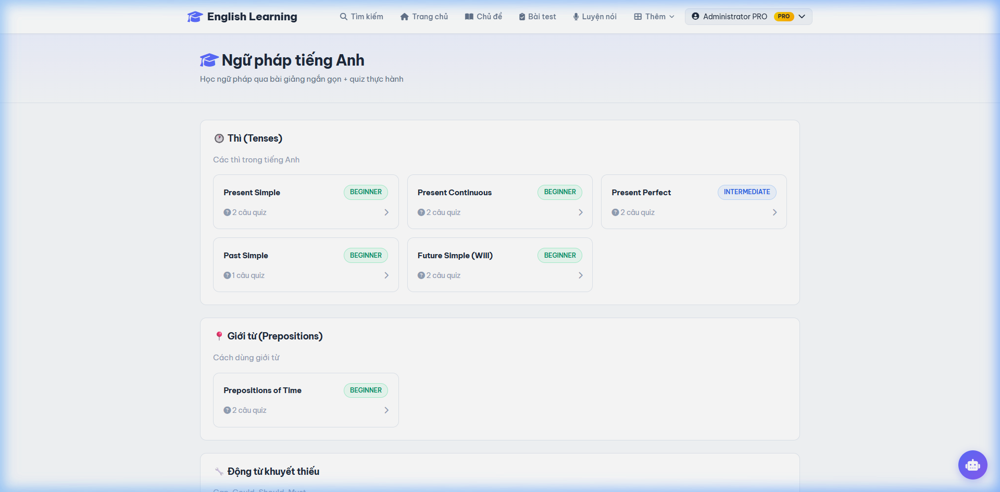 English Learning
Tìm kiếm
Trang chủ
Chủ đề
Bài test
Luyện nói
Thêm
Administrator PRO PRO
Ngữ pháp tiếng Anh
Học ngữ pháp qua bài giảng ngắn gọn + quiz thực hành
Thì (Tenses)
Các thì trong tiếng Anh
Present Simple BEGINNER
2 câu quiz
Present Continuous BEGINNER
2 câu quiz
Present Perfect INTERMEDIATE
2 câu quiz
Past Simple BEGINNER
1 câu quiz
Future Simple (Will) BEGINNER
2 câu quiz
Giới từ (Prepositions)
Cách dùng giới từ
Prepositions of Time BEGINNER
2 câu quiz
Động từ khuyết thiếu
Can, Could, Should, Must